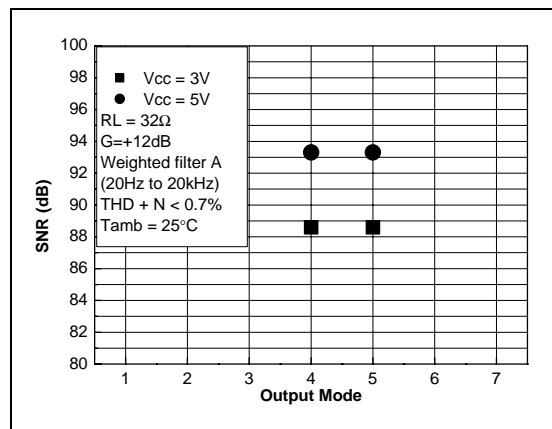 100
98
96
94
92
90
88
86
84
82
80
SNR (dB)
Vcc = 3V
Vcc = 5V
RL = 32Ω
G=+12dB
Weighted filter A
(20Hz to 20kHz)
THD + N < 0.7%
Tamb = 25°C
1 2 3 4 5 6 7
Output Mode